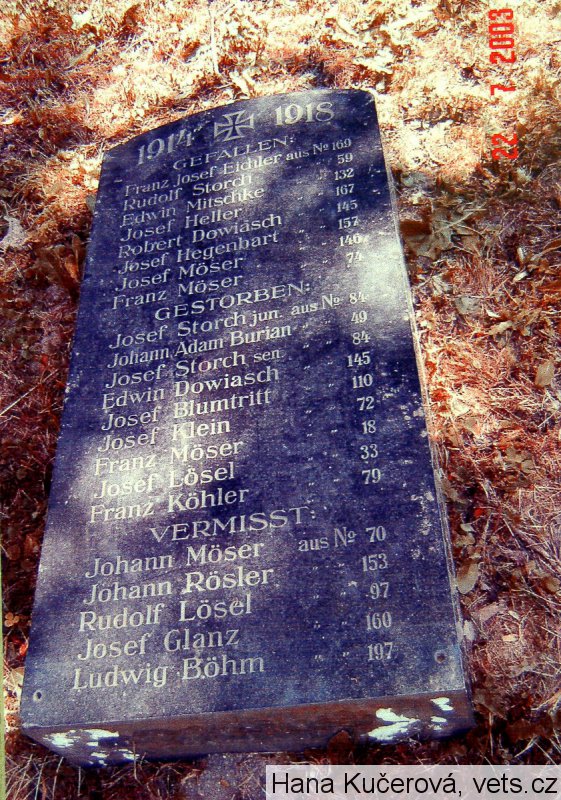 22 7 2003
1914 1918
GEFALLEN:
Franz Josef Eichler aus No 169
Rudolf Storch „ „ 59
Edwin Mitschke „ „ 132
Josef Heller „ „ 167
Robert Dowiasch „ „ 145
Josef Hegenbart „ „ 157
Josef Möser „ „ 146
Franz Möser „ „ 74
GESTORBEN:
Josef Storch jun. aus No 84
Johann Adam Burian „ „ 49
Josef Storch sen. „ „ 84
Edwin Dowiasch „ „ 145
Josef Blumtritt „ „ 110
Josef Klein „ „ 72
Franz Möser „ „ 18
Josef Lösel „ „ 33
Franz Köhler „ „ 79
VERMISST:
Johann Möser aus No 70
Johann Rösler „ „ 153
Rudolf Lösel „ „ 97
Josef Glanz „ „ 160
Ludwig Böhm „ „ 197
Hana Kučerová, vets.cz